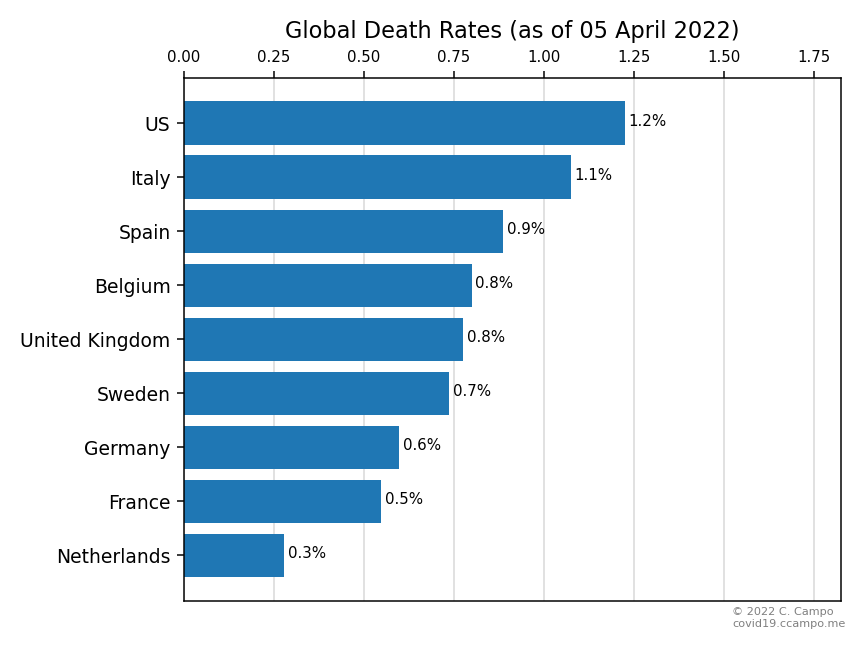 Global Death Rates (as of 05 April 2022)
0.00 0.25 0.50 0.75 1.00 1.25 1.50 1.75
US 1.2%
Italy 1.1%
Spain 0.9%
Belgium 0.8%
United Kingdom 0.8%
Sweden 0.7%
Germany 0.6%
France 0.5%
Netherlands 0.3%
© 2022 C. Campo
covid19.ccampo.me